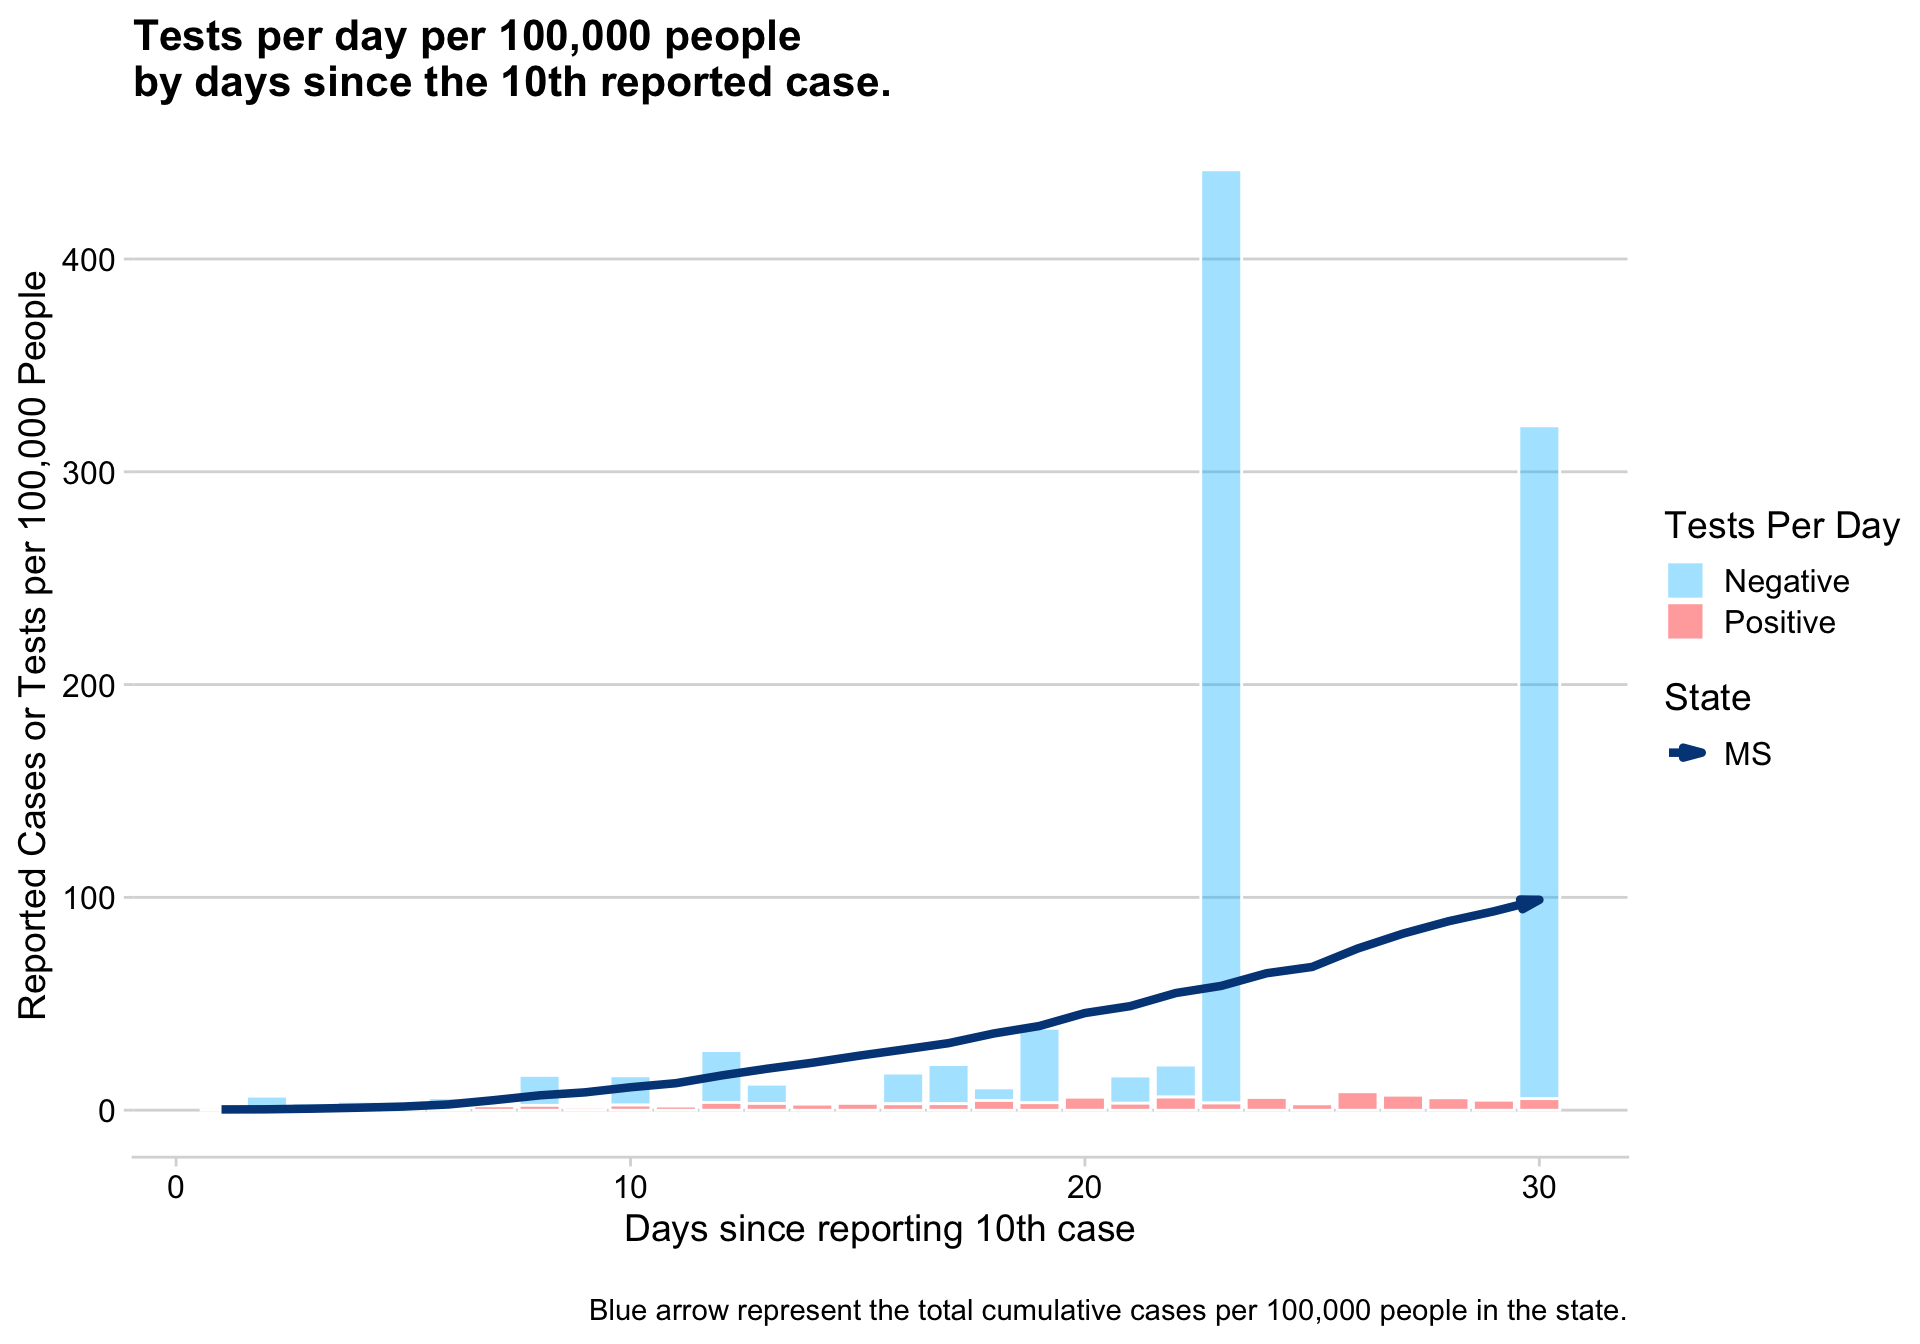 Tests per day per 100,000 people
by days since the 10th reported case.
Reported Cases or Tests per 100,000 People
400
300
200
100
0
0
10
20
30
Days since reporting 10th case
Tests Per Day
Negative
Positive
State
MS
Blue arrow represent the total cumulative cases per 100,000 people in the state.